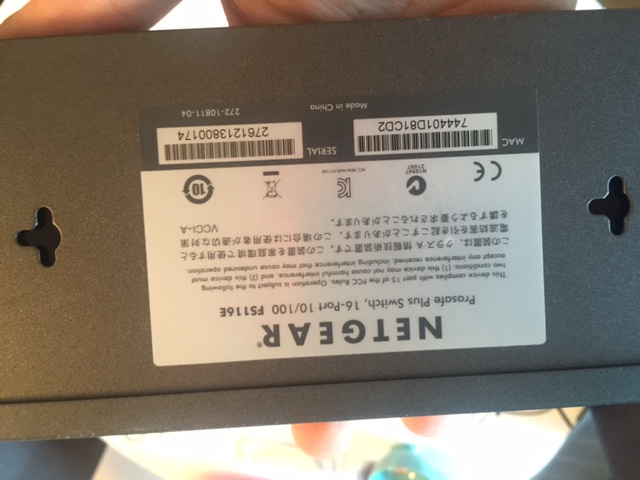 NETGEAR®
Prosafe Plus Switch, 16-Port 10/100 FS116E
This device complies with part 15 of the FCC Rules. Operation is subject to the following
two conditions: (1) this device may not cause harmful interference, and (2) this device must
accept any interference received, including interference that may cause undesired operation
この装置は、クラスA 情報技術装置です。この装置を家庭環境で使用すると
電波妨害を引き起こすことがあります。この場合には使用者が適切な対策
を講ずるよう要求されることがあります。
VCCI-A
CE
N10947
Z1097
10
MAC
744401D81CD2
SERIAL
2761213800174
Made in China
272-10811-04